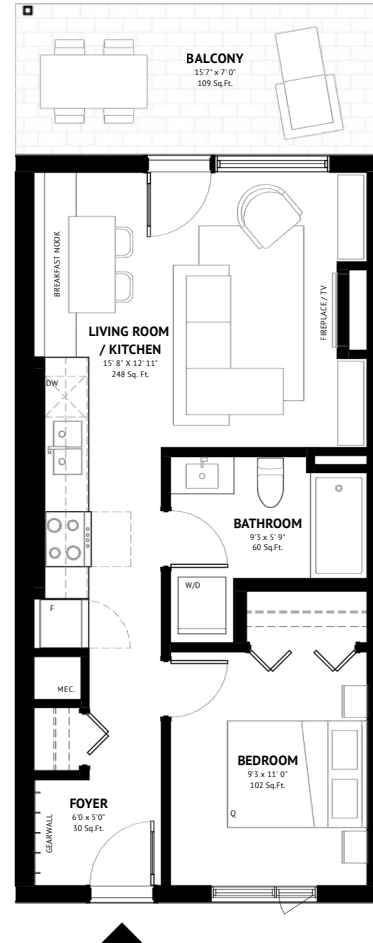 BALCONY
15'7" x 7' 0"
109 Sq.Ft.
BREAKFAST NOOK
LIVING ROOM
/ KITCHEN
15' 8" X 12' 11"
248 Sq. Ft.
FIREPLACE / TV
DW
BATHROOM
9'3 x 5' 9"
60 Sq.Ft.
W/D
F
MEC.
BEDROOM
9'3 x 11' 0"
102 Sq.Ft.
Q
FOYER
6'0 x 5'0"
30 Sq.Ft.
GEARWALL